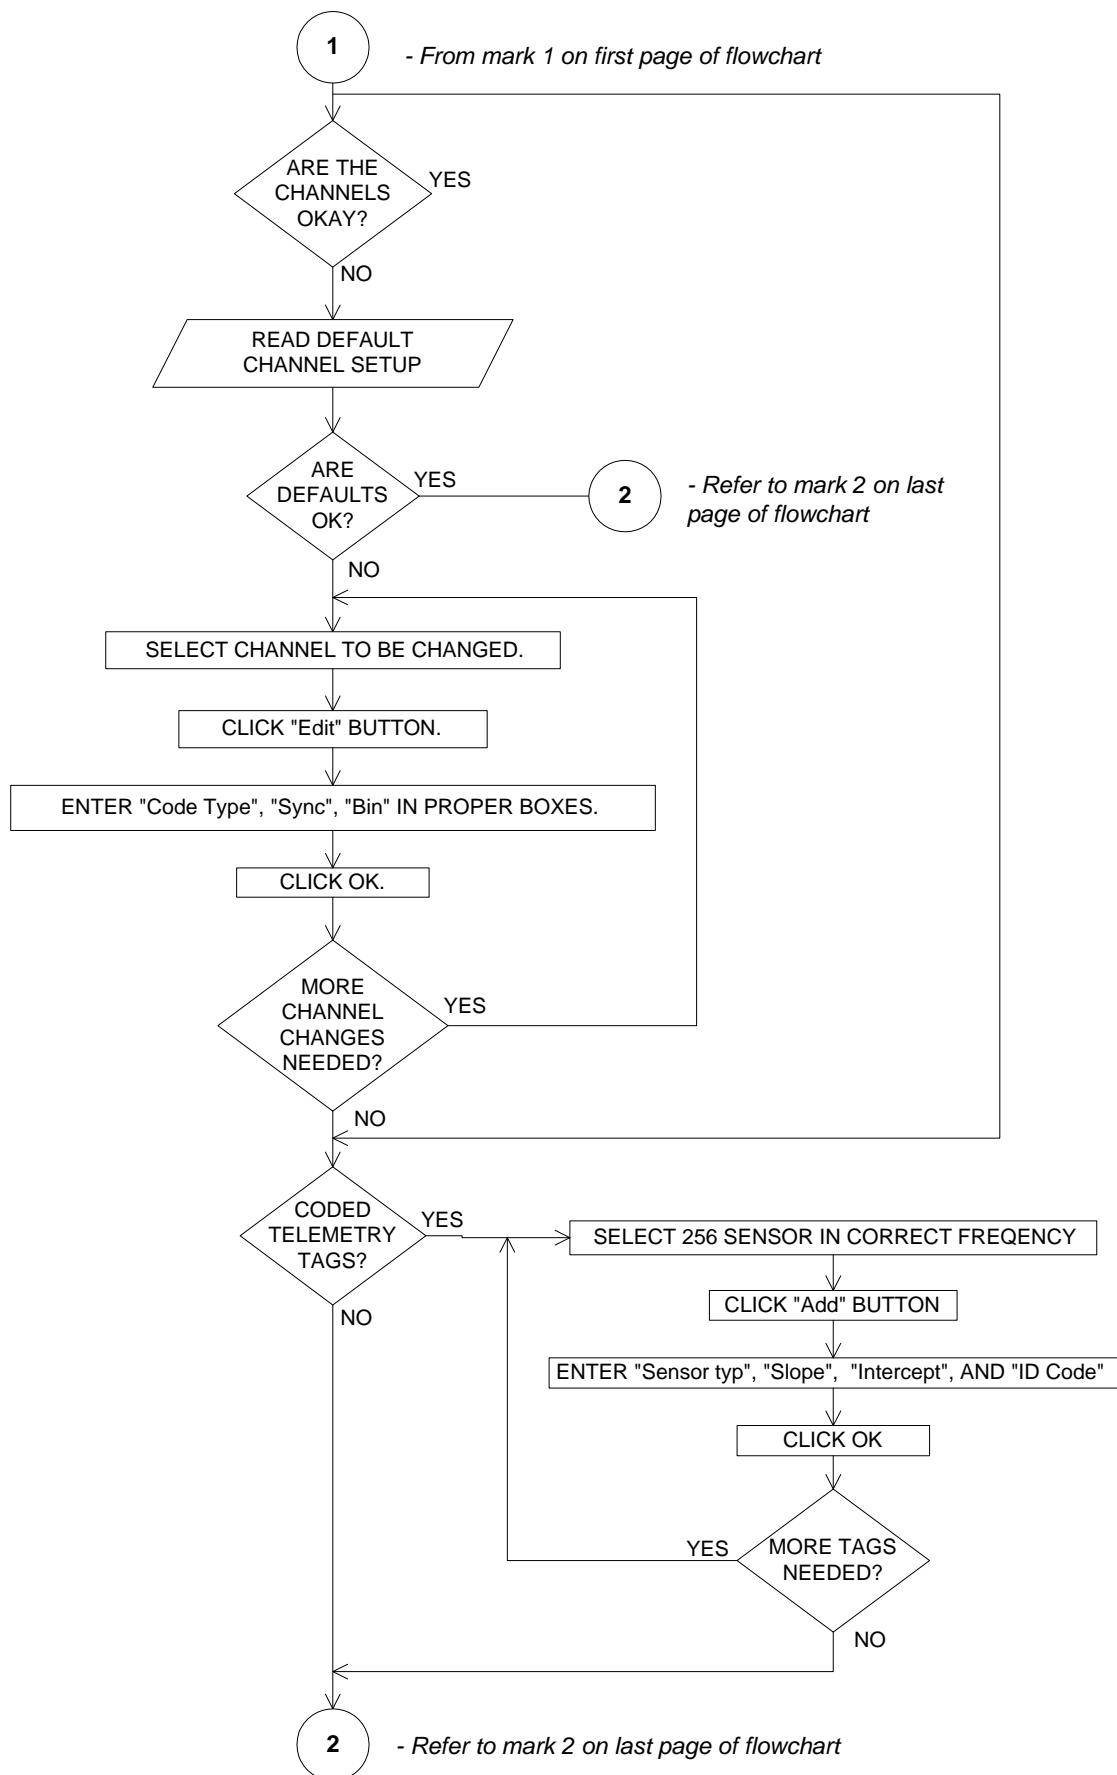 1
- From mark 1 on first page of flowchart
ARE THE
CHANNELS
OKAY?
YES
NO
READ DEFAULT
CHANNEL SETUP
ARE
DEFAULTS
OK?
YES
2
- Refer to mark 2 on last
page of flowchart
NO
SELECT CHANNEL TO BE CHANGED.
CLICK "Edit" BUTTON.
ENTER "Code Type", "Sync", "Bin" IN PROPER BOXES.
CLICK OK.
MORE
CHANNEL
CHANGES
NEEDED?
YES
NO
CODED
TELEMETRY
TAGS?
YES
NO
SELECT 256 SENSOR IN CORRECT FREQENCY
CLICK "Add" BUTTON
ENTER "Sensor typ", "Slope", "Intercept", AND "ID Code"
CLICK OK
MORE TAGS
NEEDED?
YES
NO
2
- Refer to mark 2 on last page of flowchart